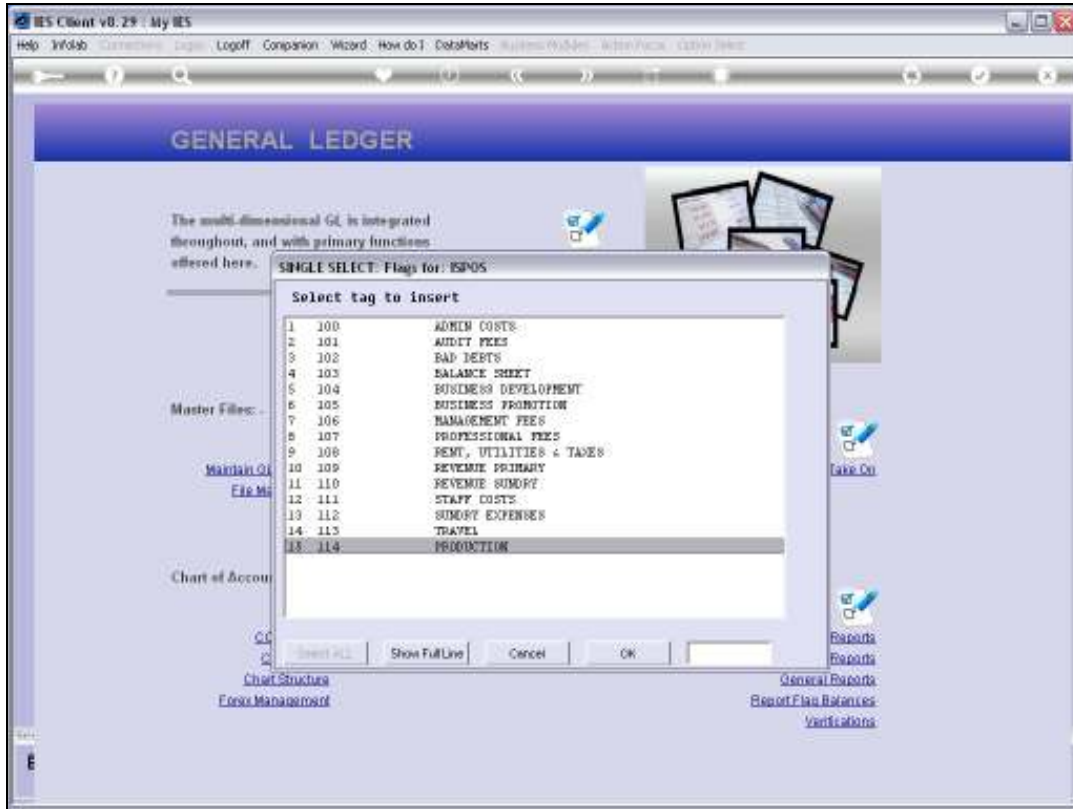 IES Client v8.29 : My IES
Help Infolab Logoff Companion Wizard How do I DataMarts
GENERAL LEDGER
The multi-dimensional GL is integrated
throughout, and with primary functions
offered here.
SINGLE SELECT: Flags for: ISPOS
Select tag to insert
1 100 ADMIN COSTS
2 101 AUDIT FEES
3 102 BAD DEBTS
4 103 BALANCE SHEET
5 104 BUSINESS DEVELOPMENT
6 105 BUSINESS PROMOTION
7 106 MANAGEMENT FEES
8 107 PROFESSIONAL FEES
9 108 RENT, UTILITIES & TAXES
10 109 REVENUE PRIMARY
11 110 REVENUE SUNDRY
12 111 STAFF COSTS
13 112 SUNDRY EXPENSES
14 113 TRAVEL
15 114 PRODUCTION
Select ALL Show Full Line Cancel OK
Master Files:
Maintain
Take On
Chart of
Reports
Reports
Chart Structure General Reports
Forex Management Report Flag Balances
Verifications